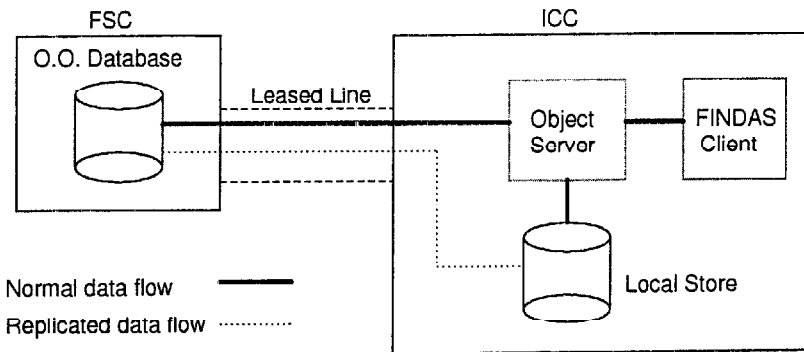 FSC
ICC
O.O. Database
Leased Line
Object
Server
FINDAS
Client
Local Store
Normal data flow
Replicated data flow